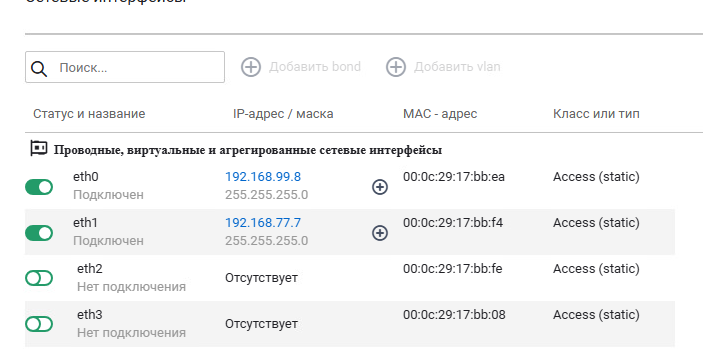 Сетевые интерфейсы
Поиск...
Добавить bond
Добавить vlan
Статус и название IP-адрес / маска MAC - адрес Класс или тип
Проводные, виртуальные и агрегированные сетевые интерфейсы
eth0 192.168.99.8 00:0c:29:17:bb:ea Access (static)
Подключен 255.255.255.0
eth1 192.168.77.7 00:0c:29:17:bb:f4 Access (static)
Подключен 255.255.255.0
eth2 Отсутствует 00:0c:29:17:bb:fe Access (static)
Нет подключения
eth3 Отсутствует 00:0c:29:17:bb:08 Access (static)
Нет подключения